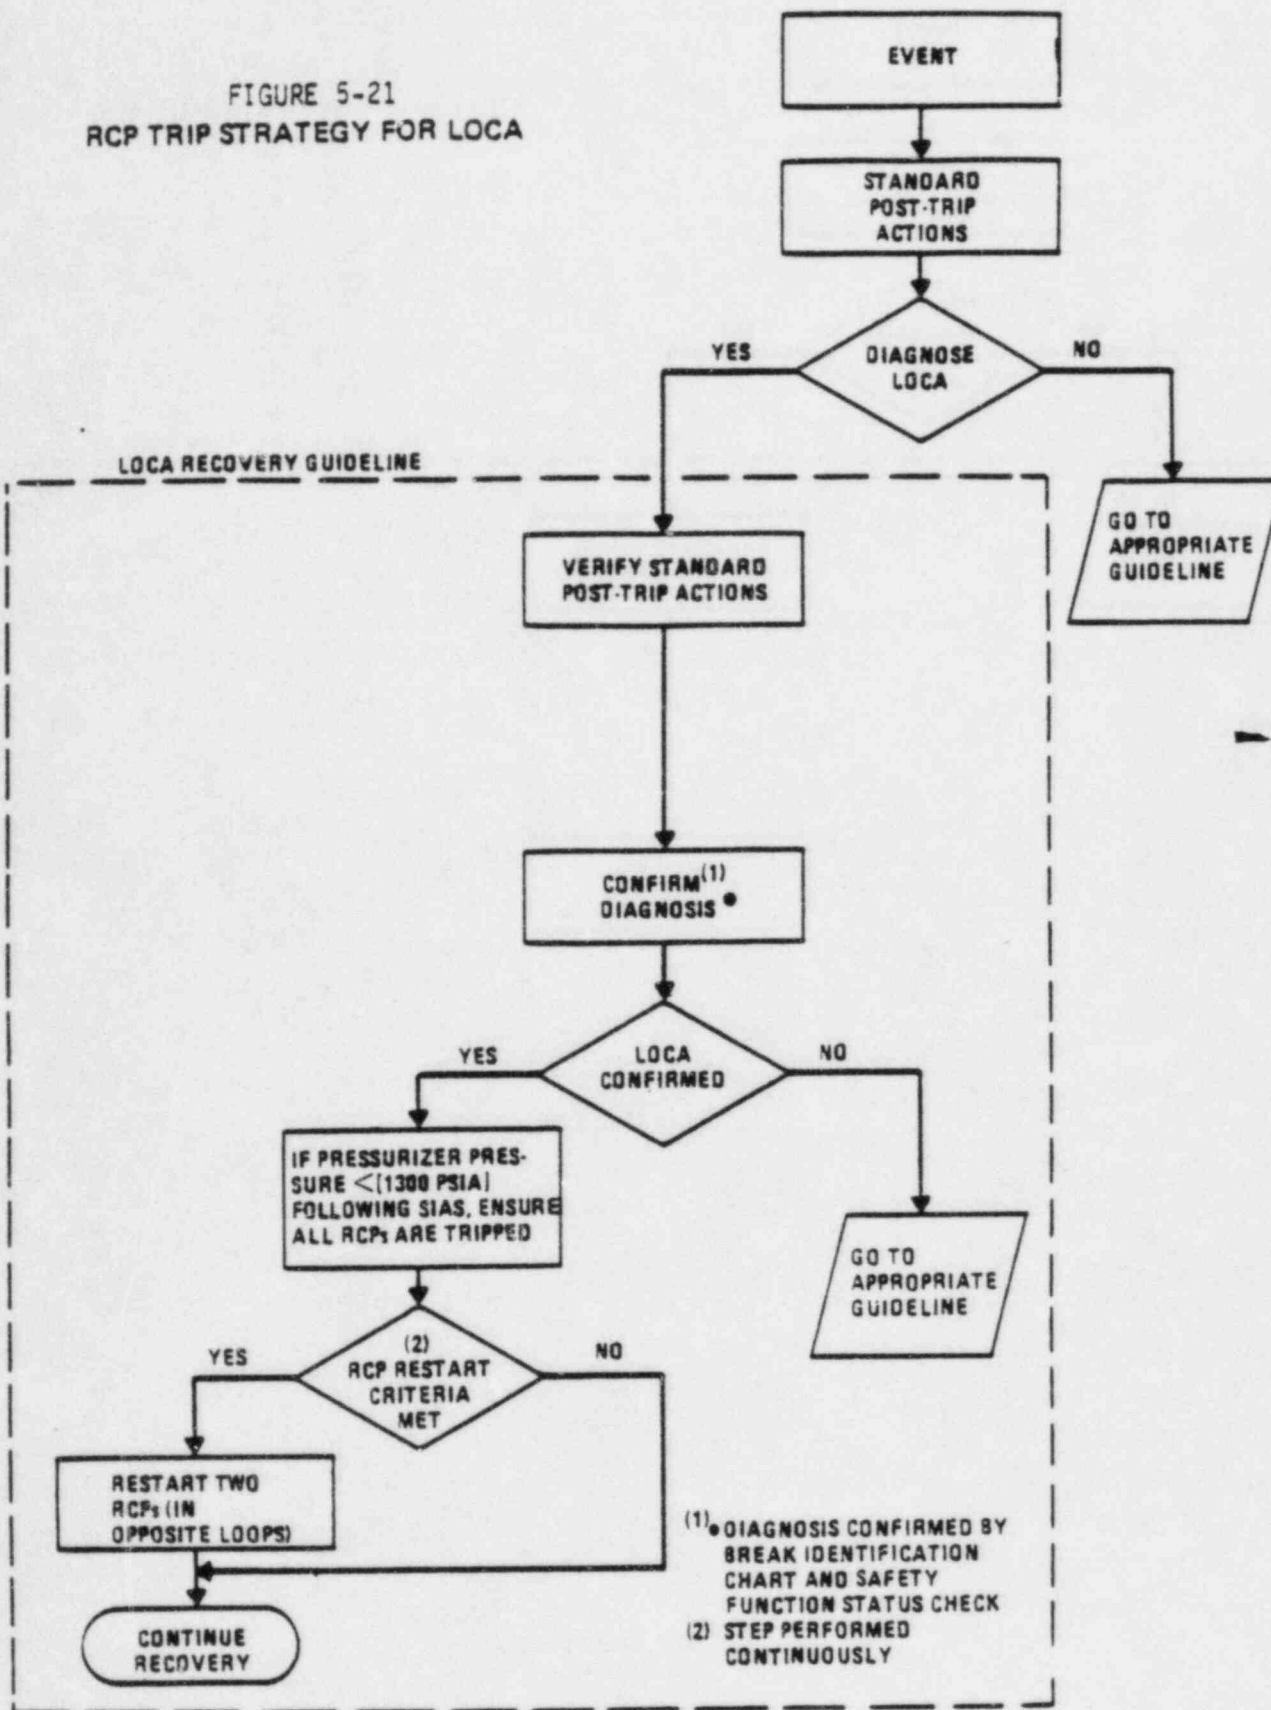 FIGURE 5-21
RCP TRIP STRATEGY FOR LOCA
EVENT
STANDARD
POST-TRIP
ACTIONS
DIAGNOSE
LOCA
YES
NO
GO TO
APPROPRIATE
GUIDELINE
LOCA RECOVERY GUIDELINE
VERIFY STANDARD
POST-TRIP ACTIONS
CONFIRM(1)
DIAGNOSIS ●
LOCA
CONFIRMED
YES
NO
IF PRESSURIZER PRES-
SURE <[1300 PSIA]
FOLLOWING SIAS, ENSURE
ALL RCPs ARE TRIPPED
GO TO
APPROPRIATE
GUIDELINE
(2)
RCP RESTART
CRITERIA
MET
YES
NO
RESTART TWO
RCPs (IN
OPPOSITE LOOPS)
CONTINUE
RECOVERY
(1)● DIAGNOSIS CONFIRMED BY
BREAK IDENTIFICATION
CHART AND SAFETY
FUNCTION STATUS CHECK
(2) STEP PERFORMED
CONTINUOUSLY